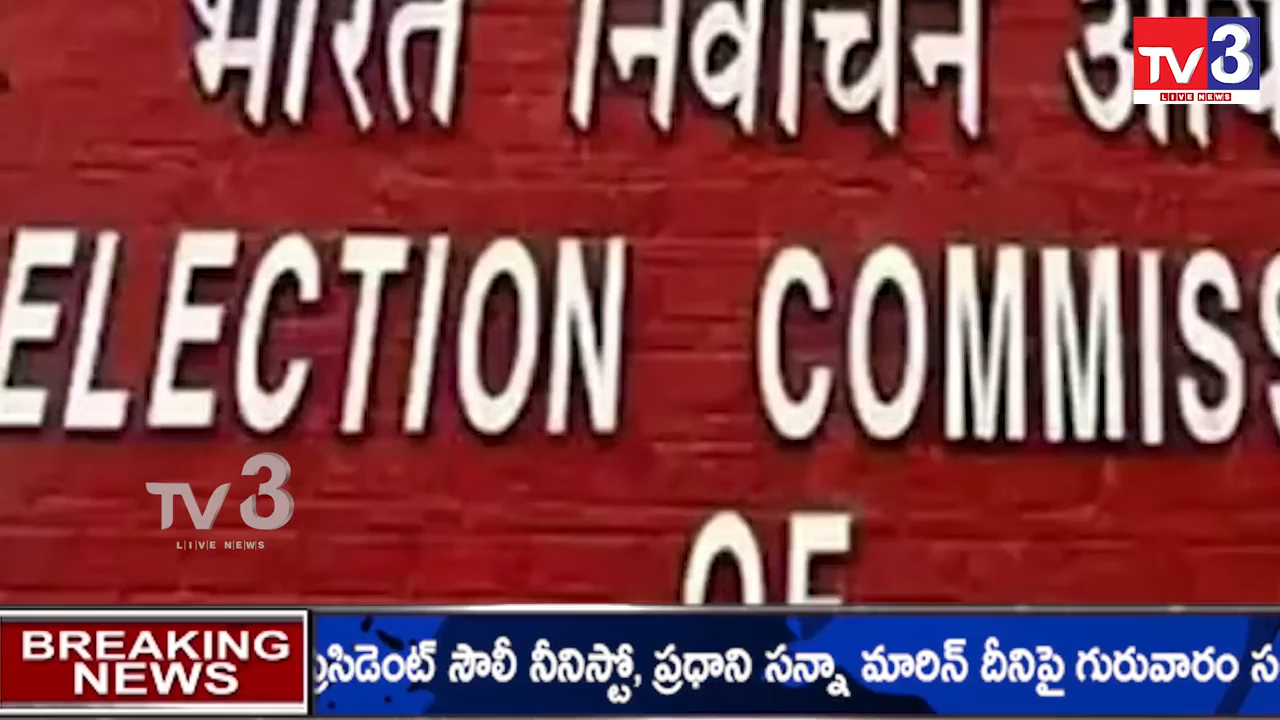 भारत निर्वाचन
TV3
LIVE NEWS
ELECTION COMMISS
OF
TV3
LIVE NEWS
BREAKING
NEWS
ప్రెసిడెంట్ సౌలీ నీనిస్టో, ప్రధాని సన్నా మారిన్ దీనిపై గురువారం